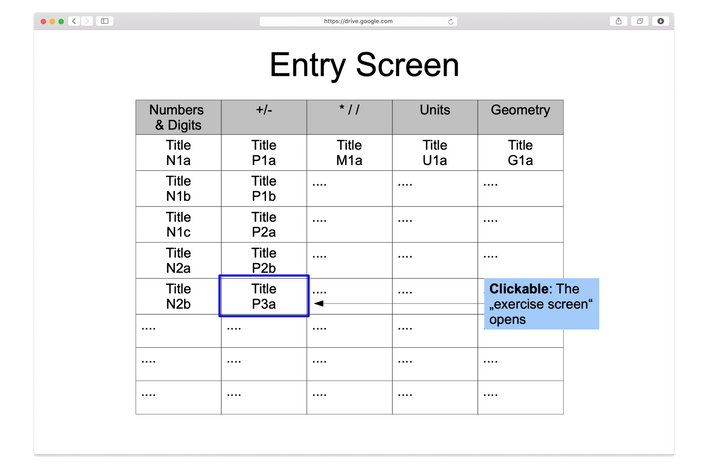 https://drive.google.com
Entry Screen
Numbers & Digits +/- * / / Units Geometry
Title N1a Title P1a Title M1a Title U1a Title G1a
Title N1b Title P1b .... .... ....
Title N1c Title P2a .... .... ....
Title N2a Title P2b .... .... ....
Title N2b Title P3a .... ....
Clickable: The
„exercise screen“
opens
.... .... .... ....
.... .... .... .... ....
.... .... .... .... ....